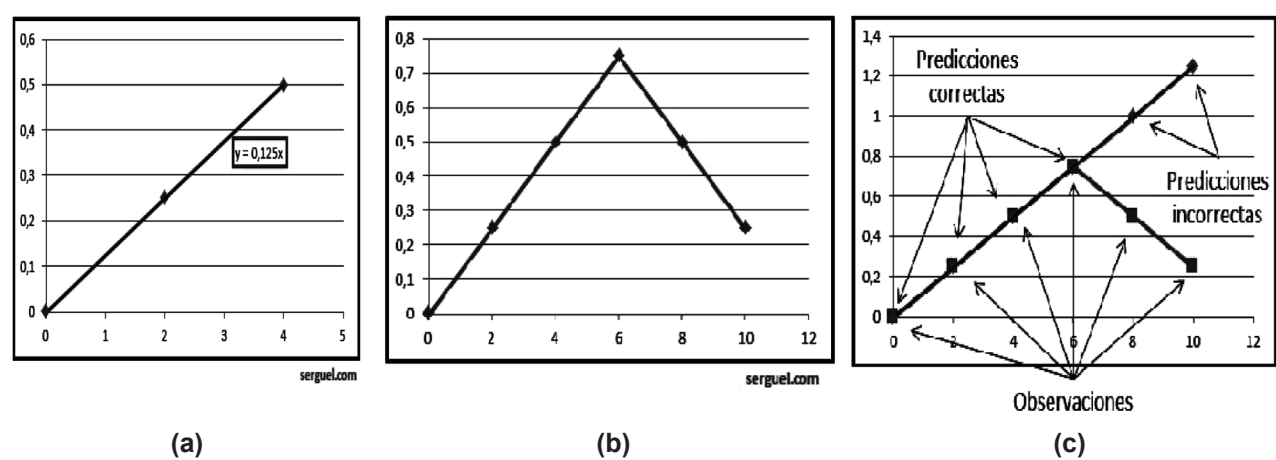 0,6
0,5
0,4
0,3
0,2
0,1
0
0 1 2 3 4 5
y = 0,125x
serguel.com
(a)
0,8
0,7
0,6
0,5
0,4
0,3
0,2
0,1
0
0 2 4 6 8 10 12
serguel.com
(b)
1,4
1,2
1
0,8
0,6
0,4
0,2
0
0 2 4 6 8 10 12
Predicciones
correctas
Predicciones
incorrectas
Observaciones
(c)